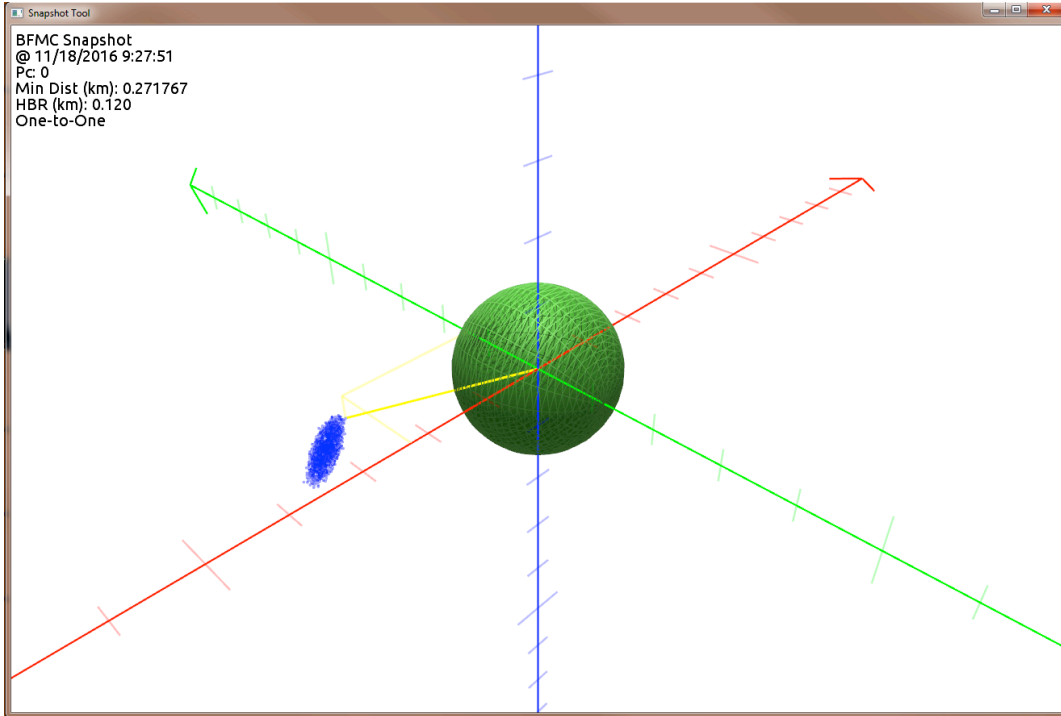 Snapshot Tool
BFMC Snapshot
@ 11/18/2016 9:27:51
Pc: 0
Min Dist (km): 0.271767
HBR (km): 0.120
One-to-One